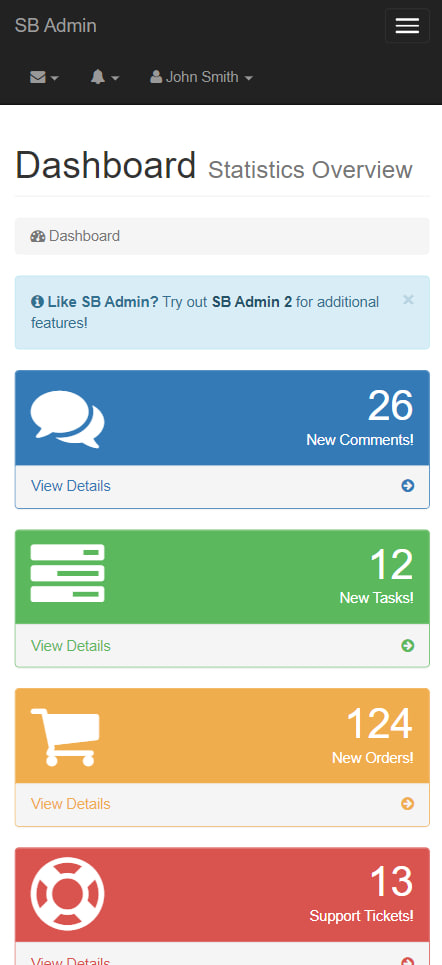 SB Admin
John Smith
Dashboard Statistics Overview
Dashboard
Like SB Admin? Try out SB Admin 2 for additional
features!
×
26
New Comments!
View Details
12
New Tasks!
View Details
124
New Orders!
View Details
13
Support Tickets!
View Details